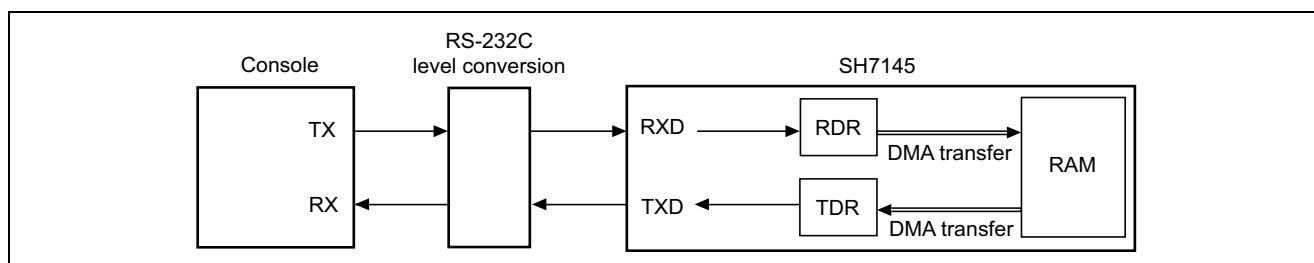 RS-232C
level conversion
Console
SH7145
TX
RXD
RDR
DMA transfer
RAM
RX
TXD
TDR
DMA transfer